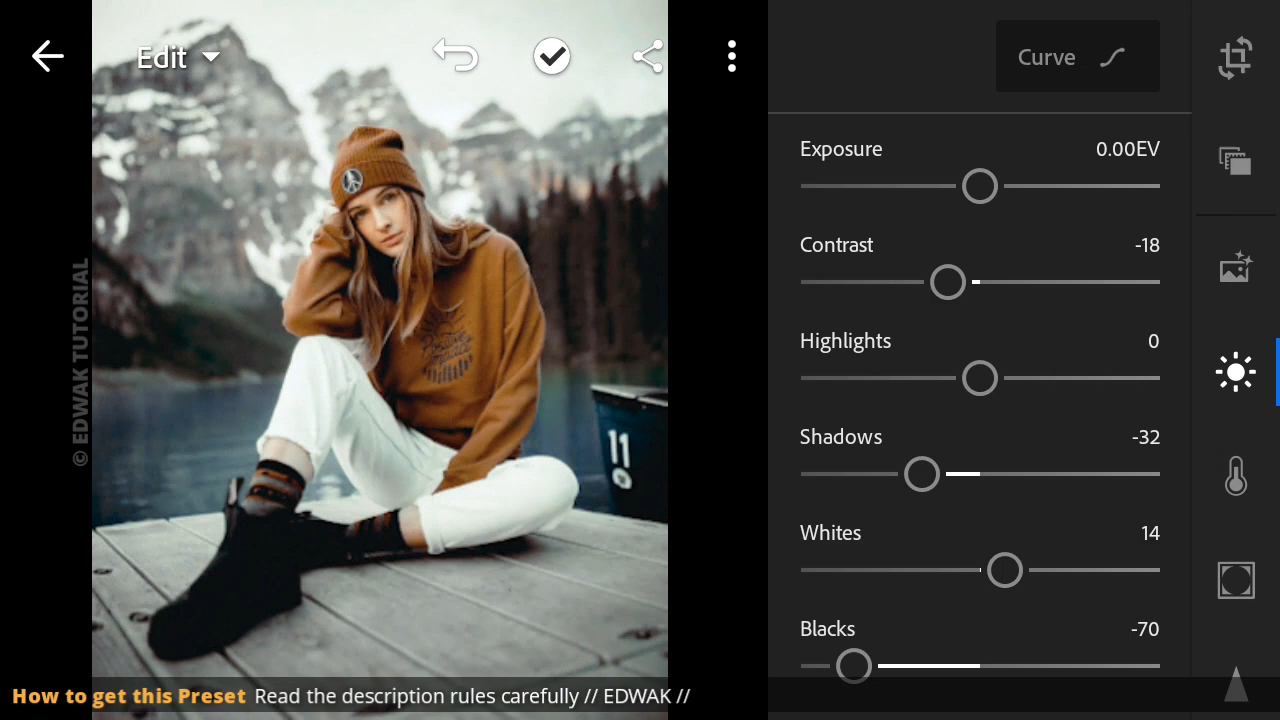 Edit
Curve
Exposure 0.00EV
Contrast -18
Highlights 0
Shadows -32
Whites 14
Blacks -70
© EDWAK TUTORIAL
Positive
11
How to get this Preset Read the description rules carefully // EDWAK //